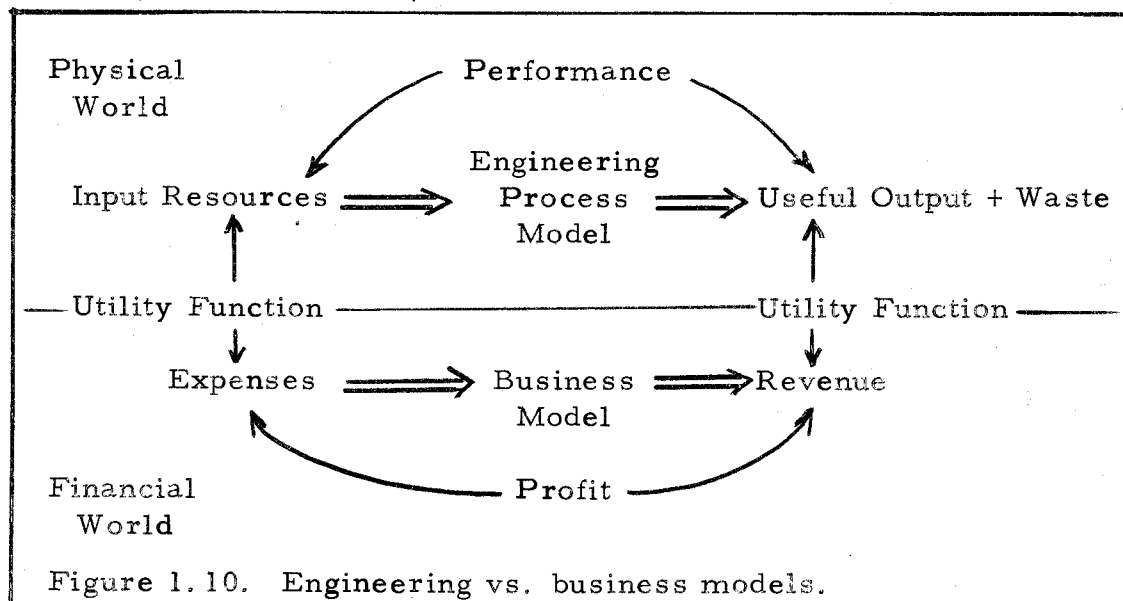 Physical
World
Performance
Engineering
Input Resources
Process
Useful Output + Waste
Model
Utility Function
Utility Function
Expenses
Business
Revenue
Model
Financial
World
Profit
Figure 1.10. Engineering vs. business models.